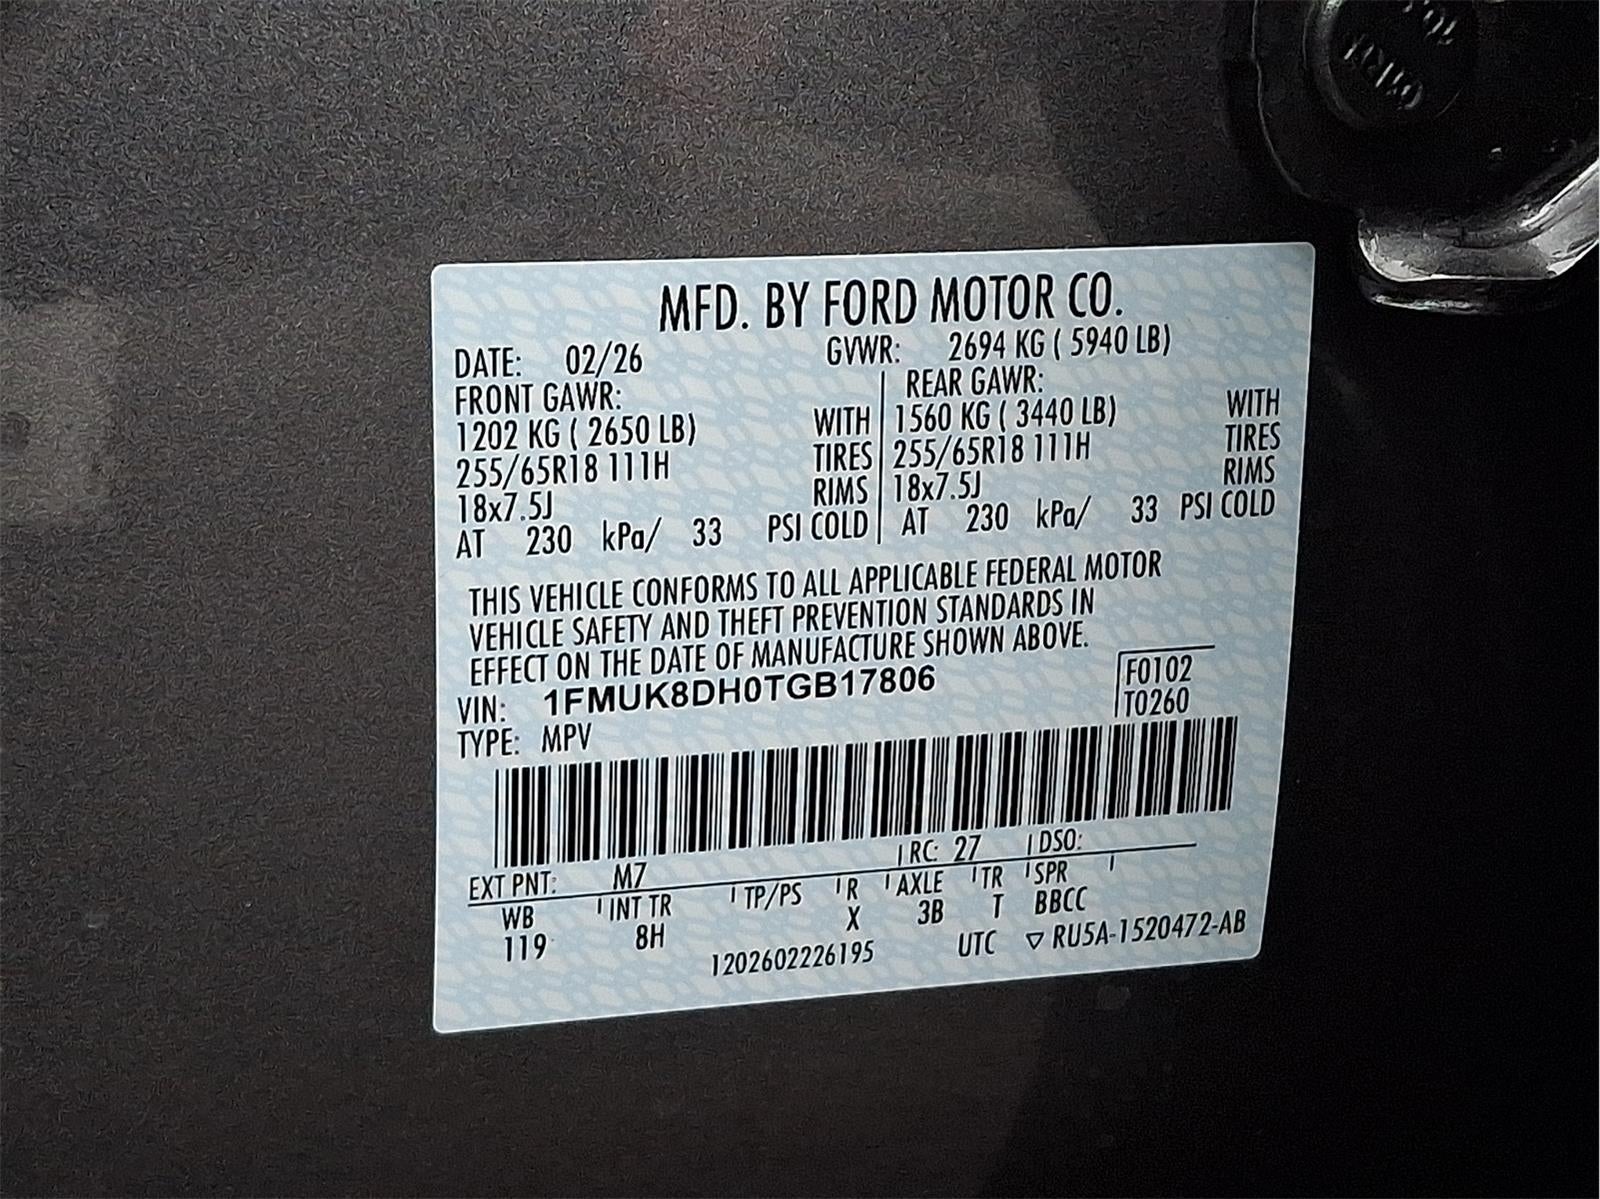 MFD. BY FORD MOTOR CO.
DATE: 02/26 GVWR: 2694 KG ( 5940 LB)
FRONT GAWR: REAR GAWR:
1202 KG ( 2650 LB) WITH 1560 KG ( 3440 LB) WITH
255/65R18 111H TIRES 255/65R18 111H TIRES
18x7.5J RIMS 18x7.5J RIMS
AT 230 kPa/ 33 PSI COLD AT 230 kPa/ 33 PSI COLD
THIS VEHICLE CONFORMS TO ALL APPLICABLE FEDERAL MOTOR
VEHICLE SAFETY AND THEFT PREVENTION STANDARDS IN
EFFECT ON THE DATE OF MANUFACTURE SHOWN ABOVE.
VIN: 1FMUK8DH0TGB17806 F0102
TYPE: MPV T0260
EXT PNT: M7 RC: 27 DSO:
WB INT TR TP/PS R AXLE TR SPR
119 8H X 3B T BBCC
1202602226195 UTC ▽ RU5A-1520472-AB